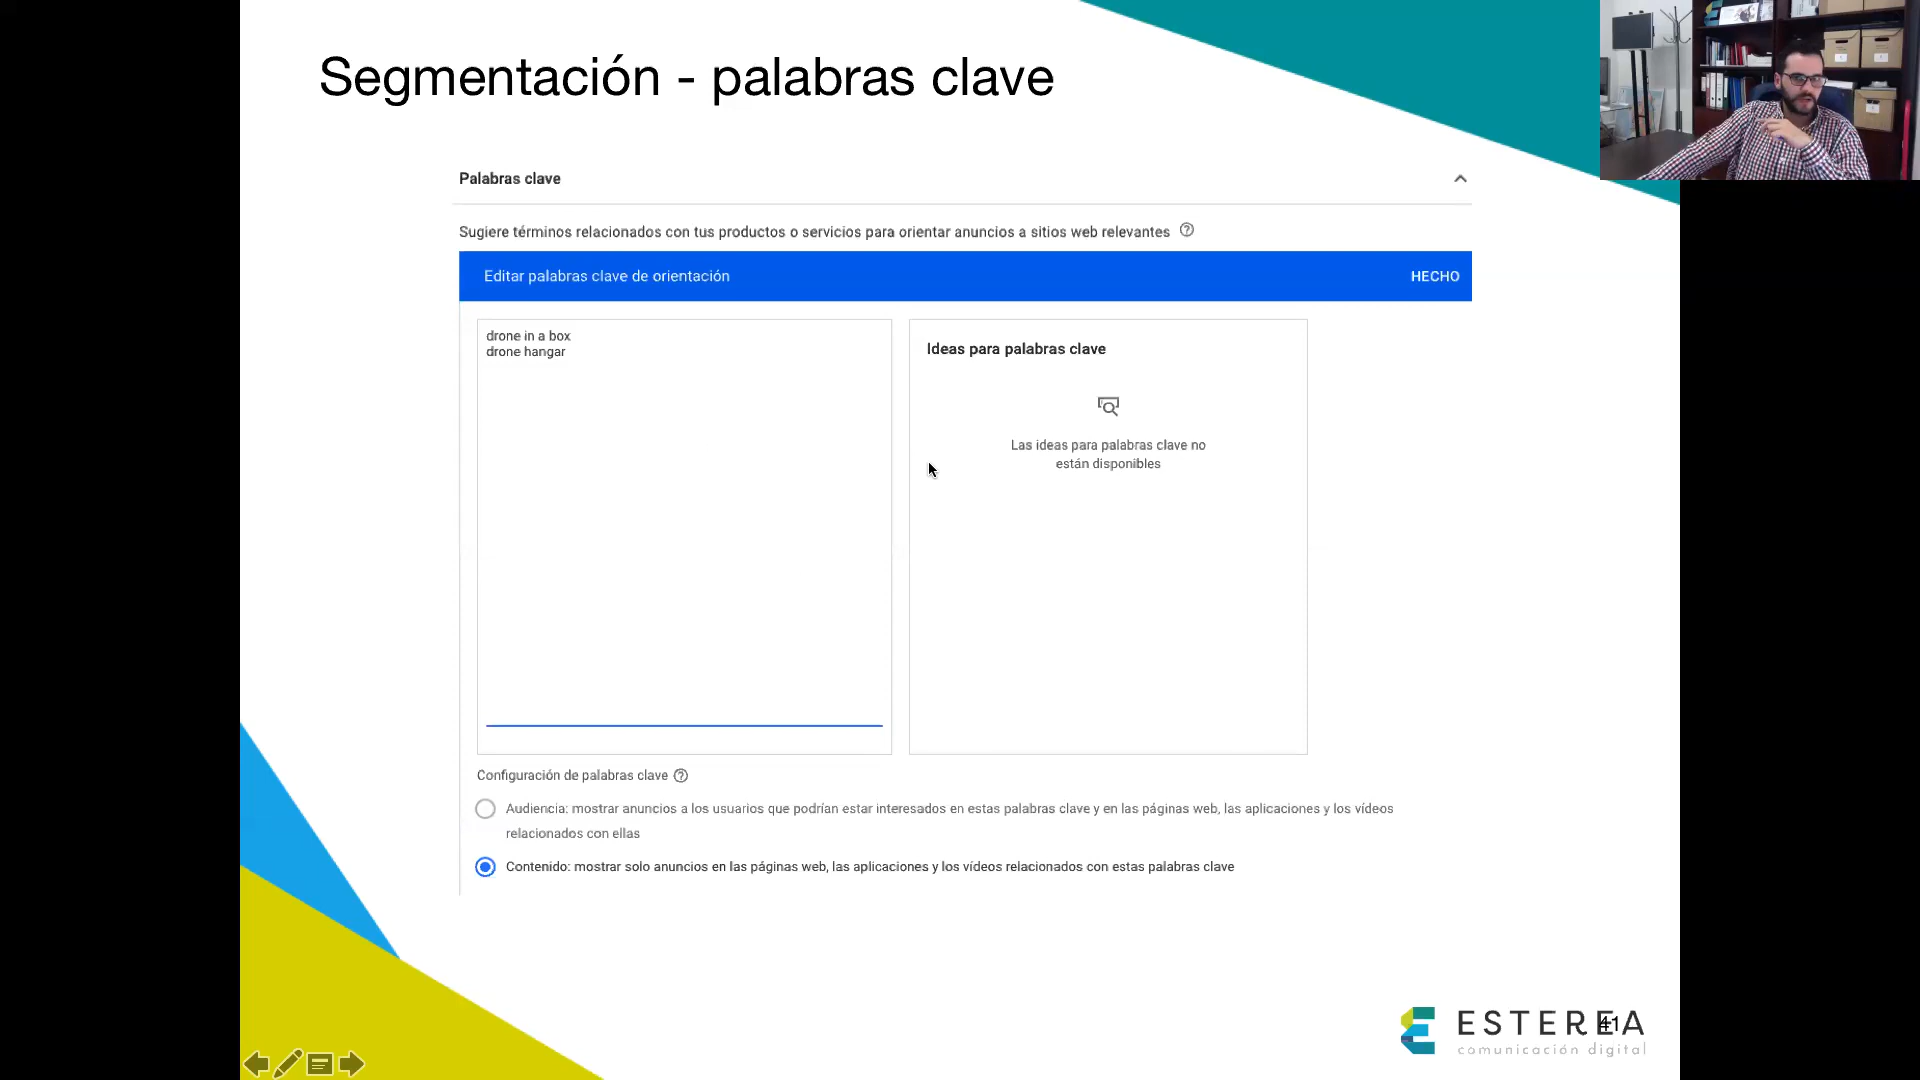 Segmentación - palabras clave
Palabras clave
Sugiere términos relacionados con tus productos o servicios para orientar anuncios a sitios web relevantes
Editar palabras clave de orientación
HECHO
drone in a box
drone hangar
Ideas para palabras clave
Las ideas para palabras clave no
están disponibles
Configuración de palabras clave
Audiencia: mostrar anuncios a los usuarios que podrían estar interesados en estas palabras clave y en las páginas web, las aplicaciones y los vídeos
relacionados con ellas
Contenido: mostrar solo anuncios en las páginas web, las aplicaciones y los vídeos relacionados con estas palabras clave
ESTEREA
41
comunicación digital